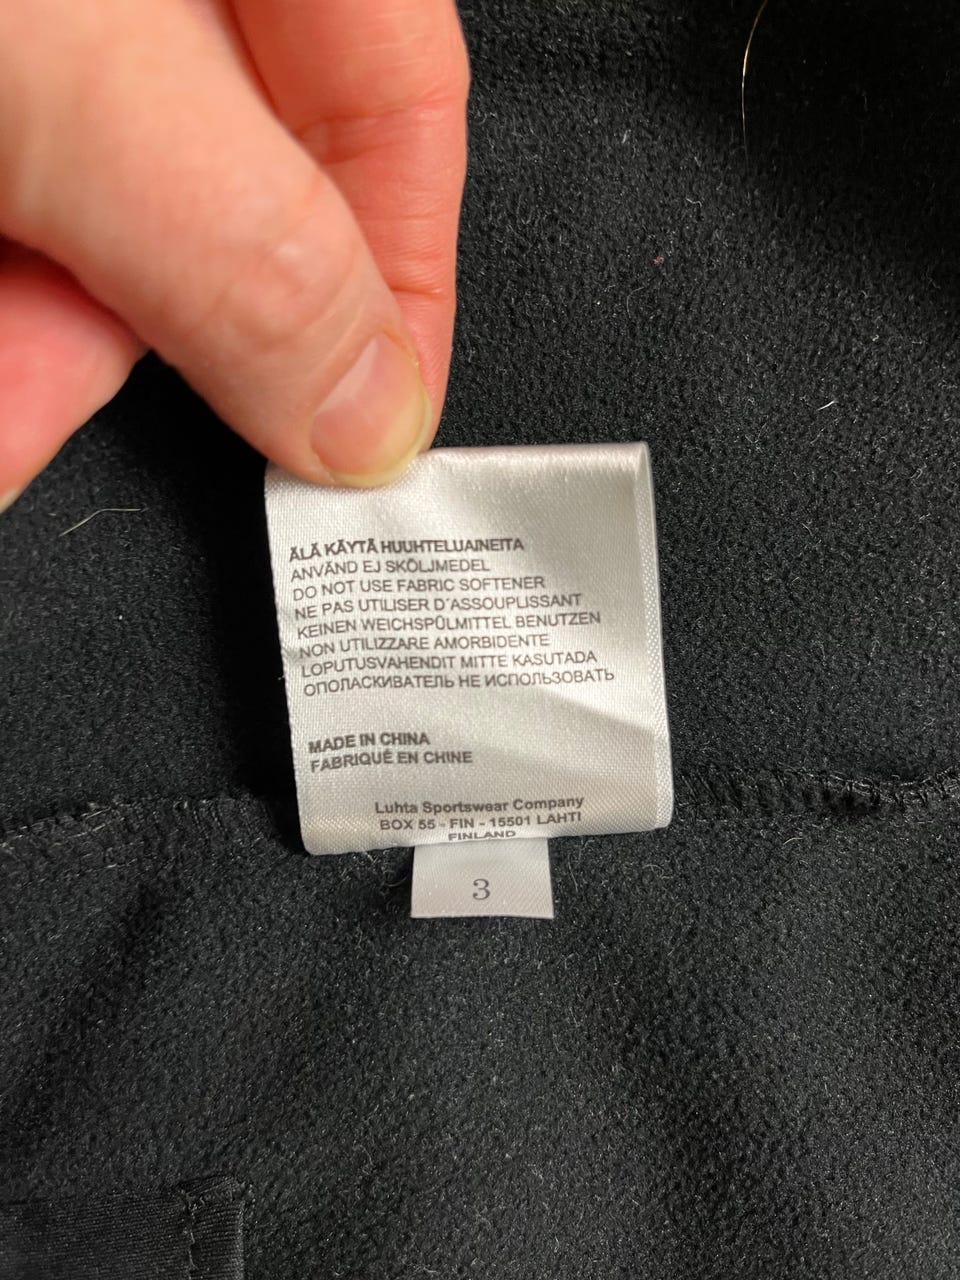 ÄLÄ KÄYTÄ HUUHTELUAINEITA
ANVÄND EJ SKÖLJMEDEL
DO NOT USE FABRIC SOFTENER
NE PAS UTILISER D´ASSOUPLISSANT
KEINEN WEICHSPÜLMITTEL BENUTZEN
NON UTILIZZARE AMORBIDENTE
LOPUTUSVAHENDIT MITTE KASUTADA
ОПОЛАСКИВАТЕЛЬ НЕ ИСПОЛЬЗОВАТЬ
MADE IN CHINA
FABRIQUÉ EN CHINE
Luhta Sportswear Company
BOX 55 - FIN - 15501 LAHTI
FINLAND
3